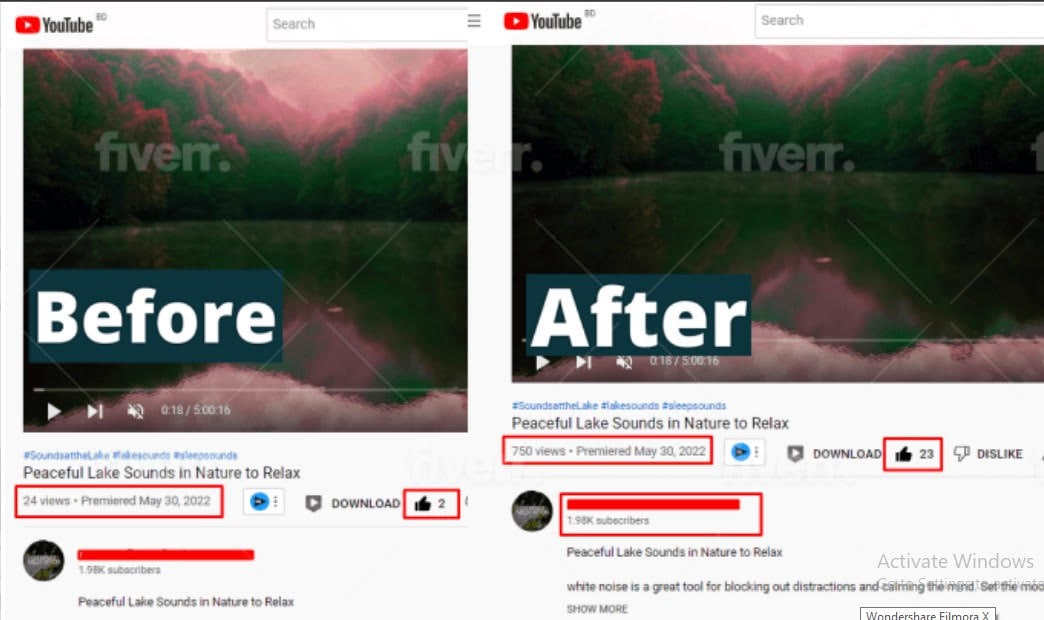 YouTube BD
Search
fiverr.
fiver
Before
0:18 / 5:00:16
#SoundsattheLake #lakesounds #sleepsounds
Peaceful Lake Sounds in Nature to Relax
24 views • Premiered May 30, 2022
DOWNLOAD
2
1.98K subscribers
Peaceful Lake Sounds in Nature to Relax
YouTube BD
Search
r.
fiverr.
f
After
0:18 / 5:00:16
#SoundsattheLake #lakesounds #sleepsounds
Peaceful Lake Sounds in Nature to Relax
750 views • Premiered May 30, 2022
DOWNLOAD
23
DISLIKE
1.98K subscribers
Peaceful Lake Sounds in Nature to Relax
white noise is a great tool for blocking out distractions and calming the mind. Set the moo
SHOW MORE
Activate Windows
Go to Settings to activate
Wondershare Filmora X